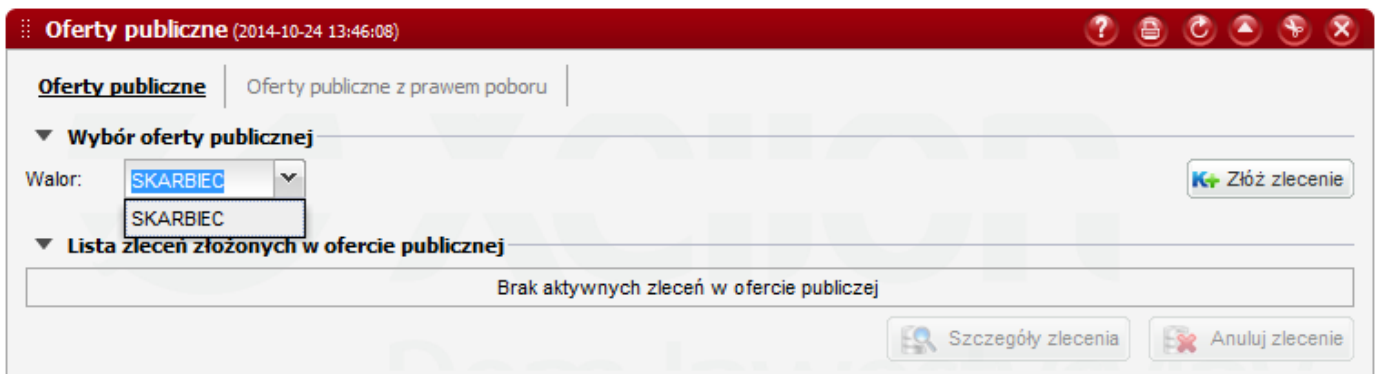 Oferty publiczne (2014-10-24 13:46:08)
Oferty publiczne Oferty publiczne z prawem poboru
Wybór oferty publicznej
Walor: SKARBIEC K+ Złóż zlecenie
SKARBIEC
Lista zleceń złożonych w ofercie publicznej
Brak aktywnych zleceń w ofercie publiczej
Szczegóły zlecenia Anuluj zlecenie